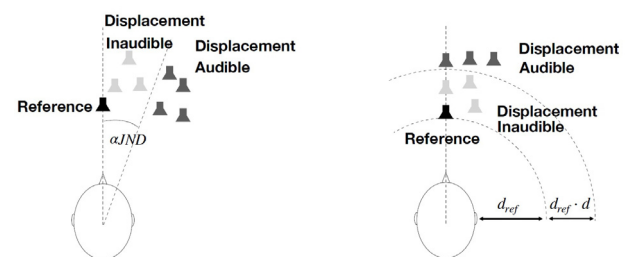 Displacement
Inaudible
Displacement
Audible
Reference
αJND
Displacement
Audible
Displacement
Inaudible
Reference
d_ref
d_ref · d